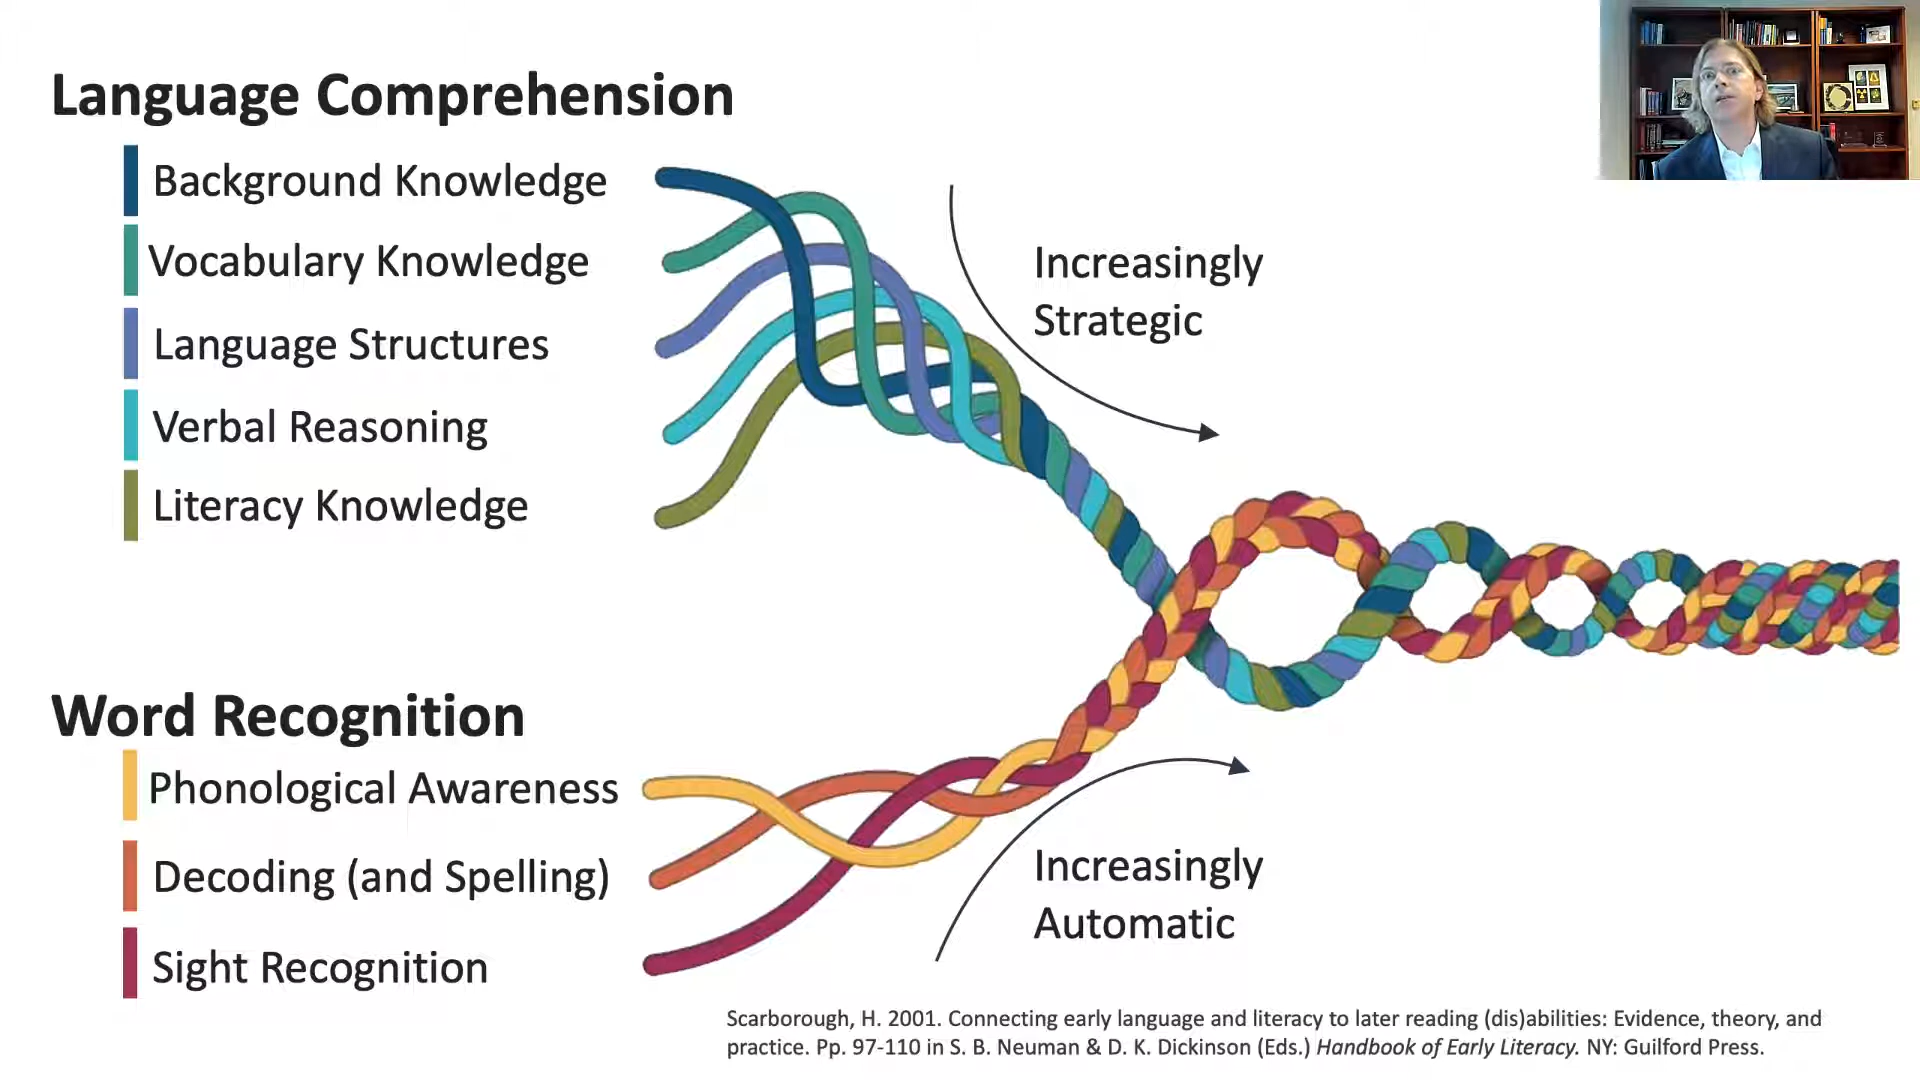 Language Comprehension
Background Knowledge
Vocabulary Knowledge
Language Structures
Verbal Reasoning
Literacy Knowledge
Increasingly
Strategic
Word Recognition
Phonological Awareness
Decoding (and Spelling)
Sight Recognition
Increasingly
Automatic
Scarborough, H. 2001. Connecting early language and literacy to later reading (dis)abilities: Evidence, theory, and
practice. Pp. 97-110 in S. B. Neuman & D. K. Dickinson (Eds.) Handbook of Early Literacy. NY: Guilford Press.